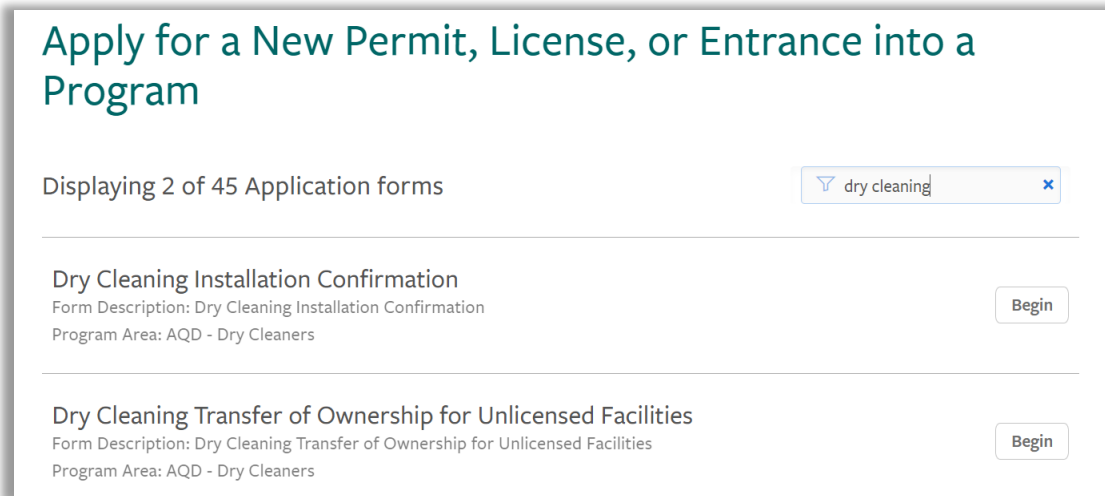 Apply for a New Permit, License, or Entrance into a
Program
Displaying 2 of 45 Application forms
dry cleaning
Dry Cleaning Installation Confirmation
Form Description: Dry Cleaning Installation Confirmation
Program Area: AQD - Dry Cleaners
Begin
Dry Cleaning Transfer of Ownership for Unlicensed Facilities
Form Description: Dry Cleaning Transfer of Ownership for Unlicensed Facilities
Program Area: AQD - Dry Cleaners
Begin